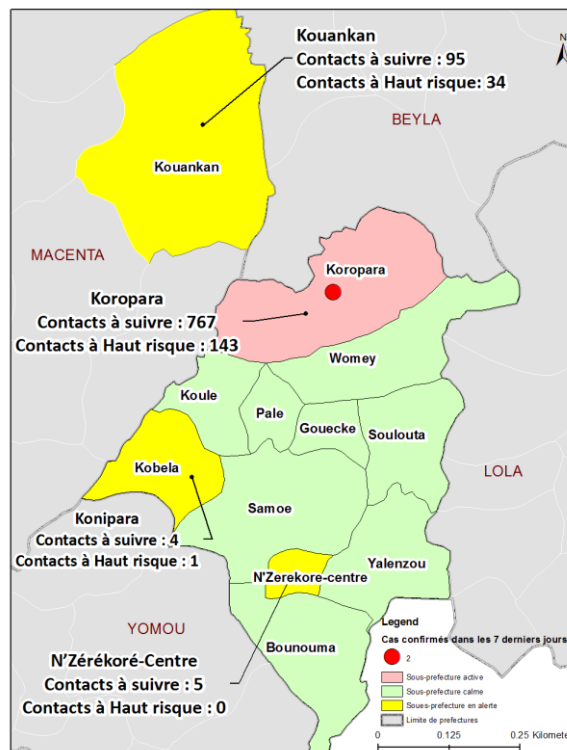 Kouankan
Contacts à suivre : 95
Contacts à Haut risque: 34
N
BEYLA
Kouankan
MACENTA
Koropara
Koropara
Contacts à suivre : 767
Contacts à Haut risque : 143
Womey
Koule
Pale
Gouecke
Soulouta
Kobela
LOLA
Samoe
Konipara
Contacts à suivre : 4
Contacts à Haut risque : 1
Yalenzou
N'Zerekore-centre
YOMOU
Bounouma
N'Zérékoré-Centre
Contacts à suivre : 5
Contacts à Haut risque : 0
Legend
Cas confirmés dans les 7 derniers jours
2
Sous-prefecture active
Sous-prefecture calme
Soues-prefecture en alerte
Limite de prefectures
0 0.125 0.25 Kilomete